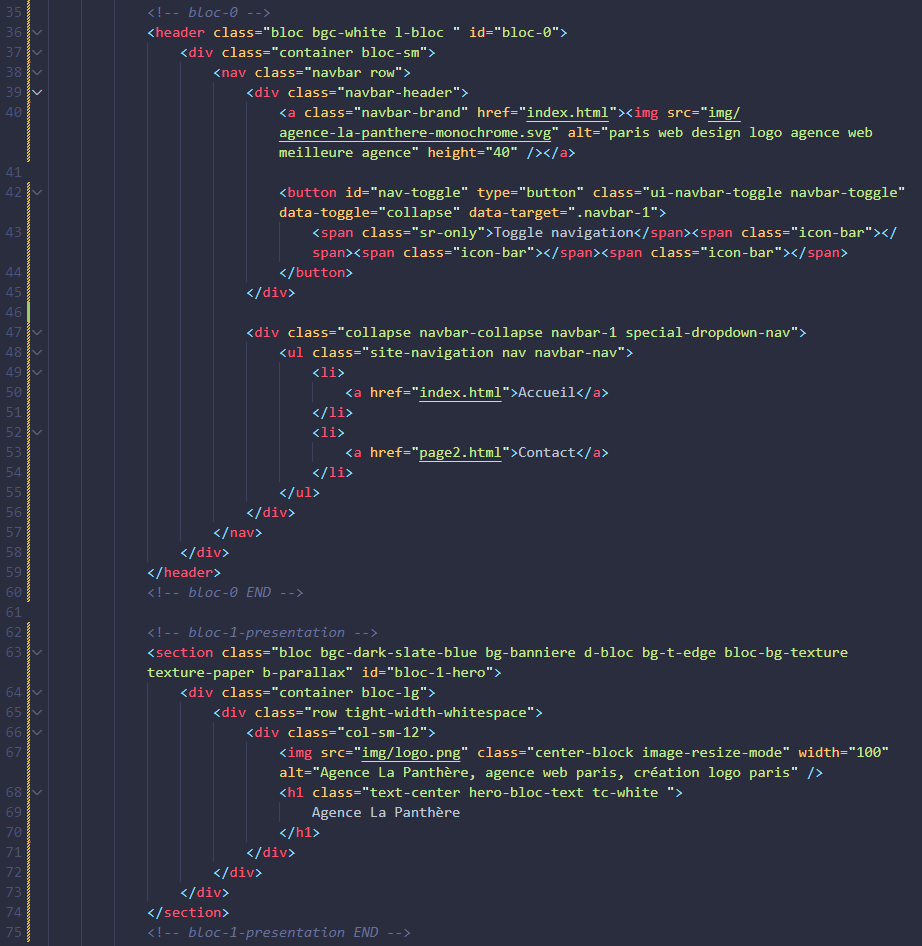 35 <!-- bloc-0 -->
36 <header class="bloc bgc-white l-bloc " id="bloc-0">
37 <div class="container bloc-sm">
38 <nav class="navbar row">
39 <div class="navbar-header">
40 <a class="navbar-brand" href="index.html"><img src="img/
agence-la-panthere-monochrome.svg" alt="paris web design logo agence web
meilleure agence" height="40" /></a>
41
42 <button id="nav-toggle" type="button" class="ui-navbar-toggle navbar-toggle"
data-toggle="collapse" data-target=".navbar-1">
43 <span class="sr-only">Toggle navigation</span><span class="icon-bar"></
span><span class="icon-bar"></span><span class="icon-bar"></span>
44 </button>
45 </div>
46
47 <div class="collapse navbar-collapse navbar-1 special-dropdown-nav">
48 <ul class="site-navigation nav navbar-nav">
49 <li>
50 <a href="index.html">Accueil</a>
51 </li>
52 <li>
53 <a href="page2.html">Contact</a>
54 </li>
55 </ul>
56 </div>
57 </nav>
58 </div>
59 </header>
60 <!-- bloc-0 END -->
61
62 <!-- bloc-1-presentation -->
63 <section class="bloc bgc-dark-slate-blue bg-banniere d-bloc bg-t-edge bloc-bg-texture
texture-paper b-parallax" id="bloc-1-hero">
64 <div class="container bloc-lg">
65 <div class="row tight-width-whitespace">
66 <div class="col-sm-12">
67 <img src="img/logo.png" class="center-block image-resize-mode" width="100"
alt="Agence La Panthère, agence web paris, création logo paris" />
68 <h1 class="text-center hero-bloc-text tc-white ">
69 Agence La Panthère
70 </h1>
71 </div>
72 </div>
73 </div>
74 </section>
75 <!-- bloc-1-presentation END -->